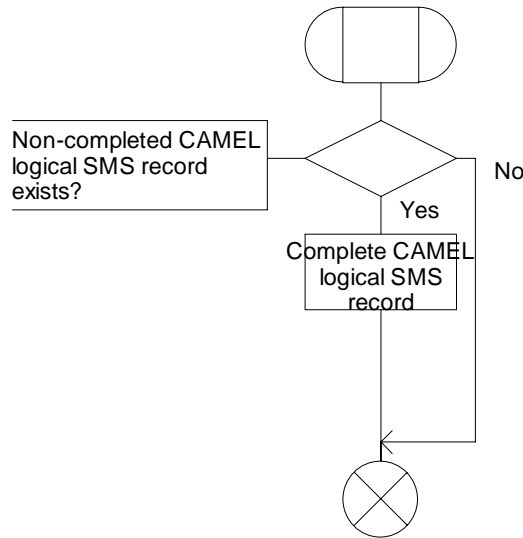 Non-completed CAMEL
logical SMS record
exists?
No
Yes
Complete CAMEL
logical SMS
record